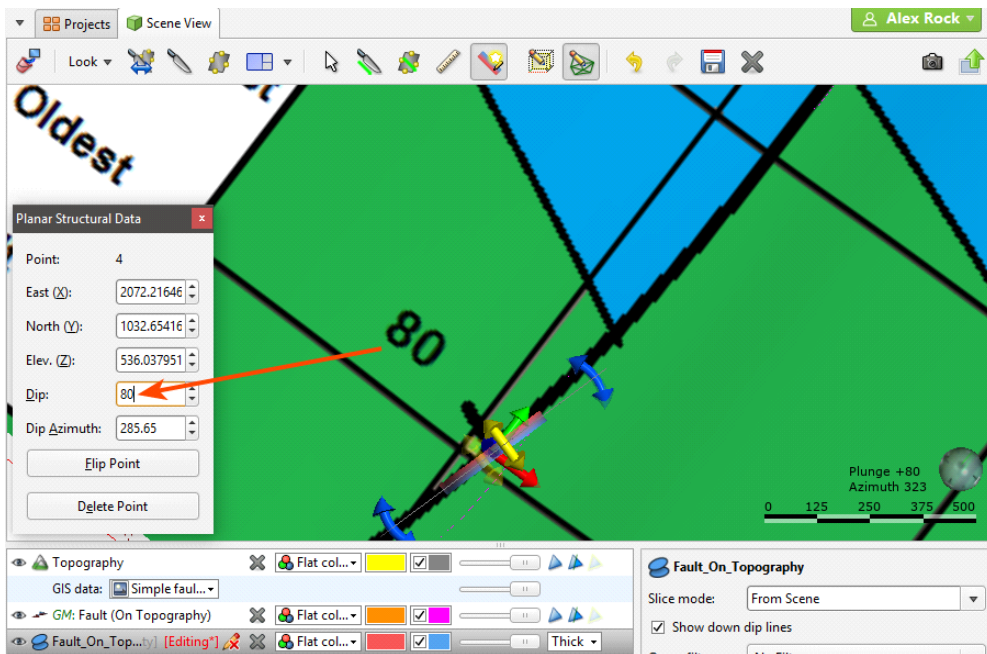 Projects
Scene View
Alex Rock
Look
Oldest
Planar Structural Data
x
Point: 4
East (X): 2072.21646
North (Y): 1032.65416
Elev. (Z): 536.037951
Dip: 80
Dip Azimuth: 285.65
Flip Point
Delete Point
80
Plunge +80
Azimuth 323
0 125 250 375 500
Topography Flat col...
GIS data: Simple faul...
GM: Fault (On Topography) Flat col...
Fault_On_Top...ty) [Editing*] Flat col... Thick
Fault_On_Topography
Slice mode: From Scene
Show down dip lines